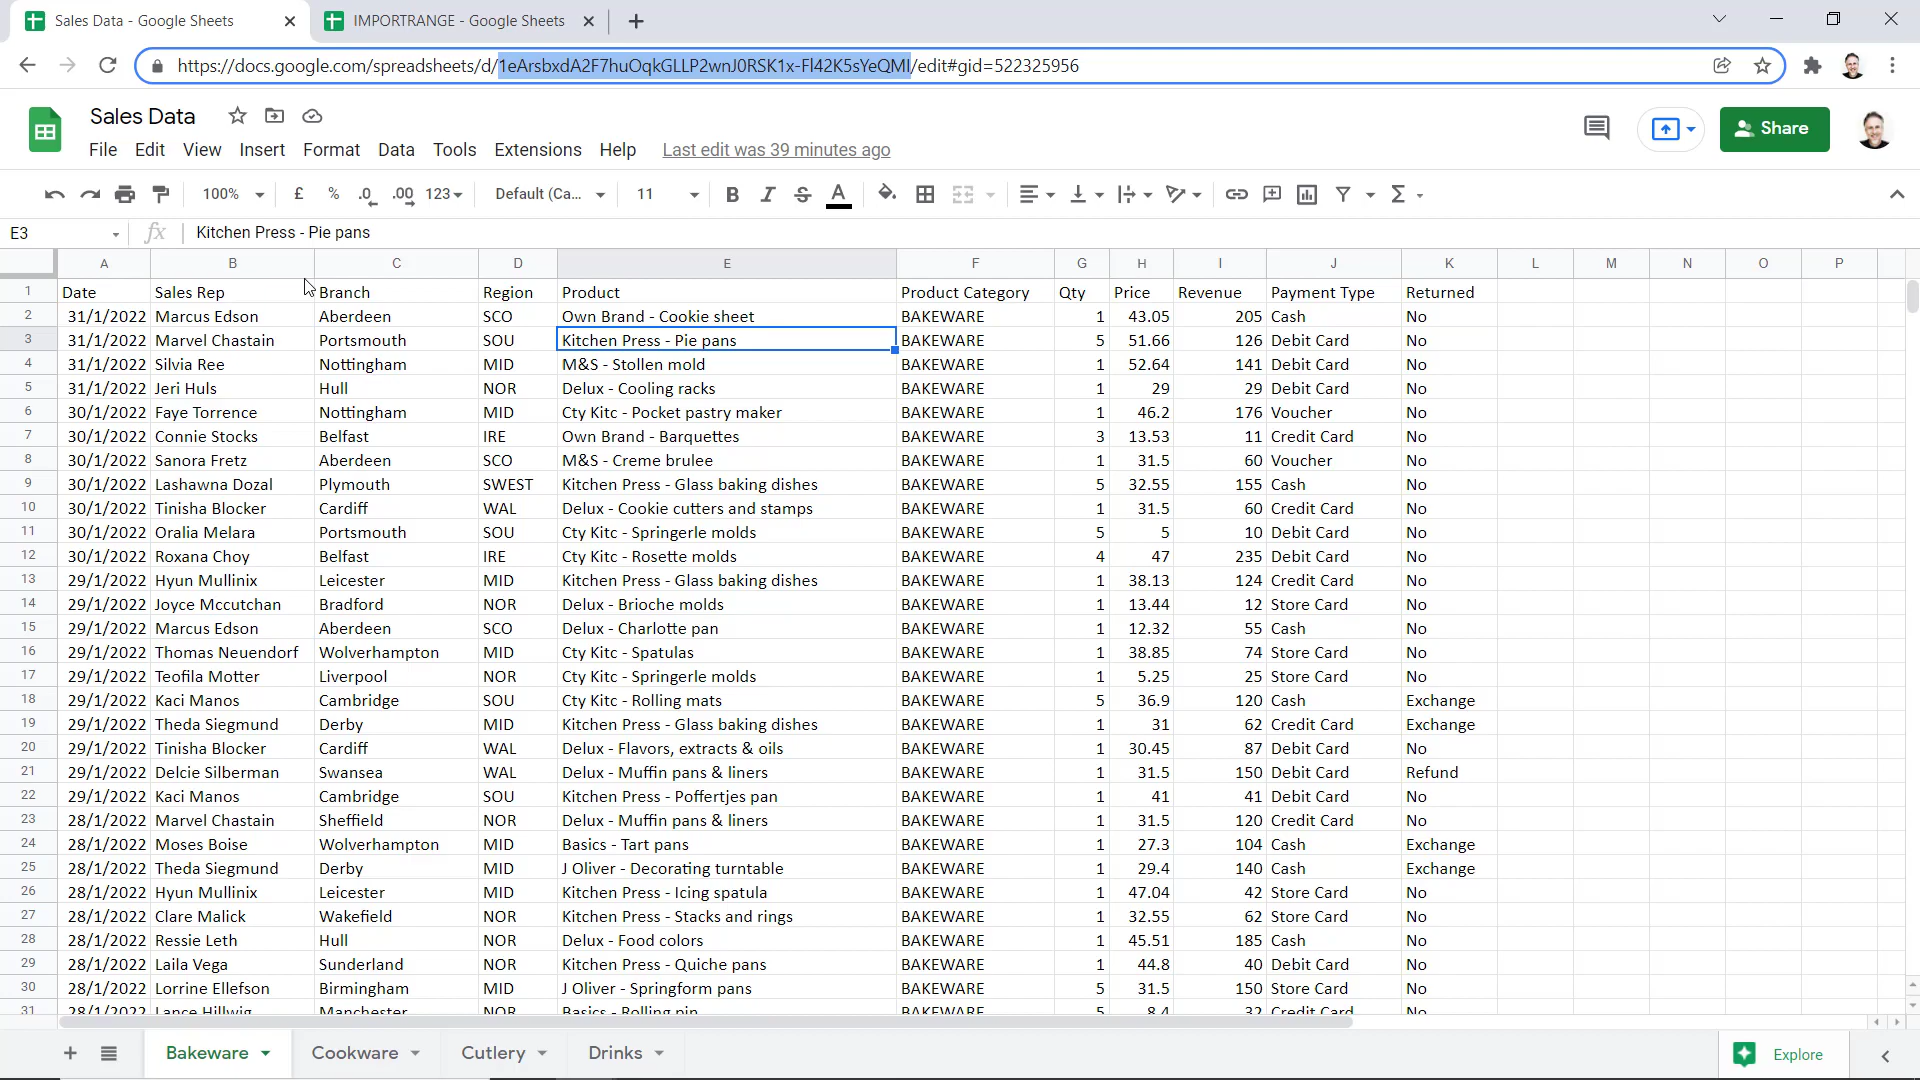 Sales Data - Google Sheets
IMPORTRANGE - Google Sheets
https://docs.google.com/spreadsheets/d/1eArsbxdA2F7huOqkGLLP2wnJ0RSK1x-Fl42K5sYeQMI/edit#gid=522325956
Sales Data
File Edit View Insert Format Data Tools Extensions Help Last edit was 39 minutes ago
Share
100% £ % .0 .00 123 Default (Ca... 11 B I S A Σ
E3 fx Kitchen Press - Pie pans
A B C D E F G H I J K L M N O P
1 Date Sales Rep Branch Region Product Product Category Qty Price Revenue Payment Type Returned
2 31/1/2022 Marcus Edson Aberdeen SCO Own Brand - Cookie sheet BAKEWARE 1 43.05 205 Cash No
3 31/1/2022 Marvel Chastain Portsmouth SOU Kitchen Press - Pie pans BAKEWARE 5 51.66 126 Debit Card No
4 31/1/2022 Silvia Ree Nottingham MID M&S - Stollen mold BAKEWARE 1 52.64 141 Debit Card No
5 31/1/2022 Jeri Huls Hull NOR Delux - Cooling racks BAKEWARE 1 29 29 Debit Card No
6 30/1/2022 Faye Torrence Nottingham MID Cty Kitc - Pocket pastry maker BAKEWARE 1 46.2 176 Voucher No
7 30/1/2022 Connie Stocks Belfast IRE Own Brand - Barquettes BAKEWARE 3 13.53 11 Credit Card No
8 30/1/2022 Sanora Fretz Aberdeen SCO M&S - Creme brulee BAKEWARE 1 31.5 60 Voucher No
9 30/1/2022 Lashawna Dozal Plymouth SWEST Kitchen Press - Glass baking dishes BAKEWARE 5 32.55 155 Cash No
10 30/1/2022 Tinisha Blocker Cardiff WAL Delux - Cookie cutters and stamps BAKEWARE 1 31.5 60 Credit Card No
11 30/1/2022 Oralia Melara Portsmouth SOU Cty Kitc - Springerle molds BAKEWARE 5 5 10 Debit Card No
12 30/1/2022 Roxana Choy Belfast IRE Cty Kitc - Rosette molds BAKEWARE 4 47 235 Debit Card No
13 29/1/2022 Hyun Mullinix Leicester MID Kitchen Press - Glass baking dishes BAKEWARE 1 38.13 124 Credit Card No
14 29/1/2022 Joyce Mccutchan Bradford NOR Delux - Brioche molds BAKEWARE 1 13.44 12 Store Card No
15 29/1/2022 Marcus Edson Aberdeen SCO Delux - Charlotte pan BAKEWARE 1 12.32 55 Cash No
16 29/1/2022 Thomas Neuendorf Wolverhampton MID Cty Kitc - Spatulas BAKEWARE 1 38.85 74 Store Card No
17 29/1/2022 Teofila Motter Liverpool NOR Cty Kitc - Springerle molds BAKEWARE 1 5.25 25 Store Card No
18 29/1/2022 Kaci Manos Cambridge SOU Cty Kitc - Rolling mats BAKEWARE 5 36.9 120 Cash Exchange
19 29/1/2022 Theda Siegmund Derby MID Kitchen Press - Glass baking dishes BAKEWARE 1 31 62 Credit Card Exchange
20 29/1/2022 Tinisha Blocker Cardiff WAL Delux - Flavors, extracts & oils BAKEWARE 1 30.45 87 Debit Card No
21 29/1/2022 Delcie Silberman Swansea WAL Delux - Muffin pans & liners BAKEWARE 1 31.5 150 Debit Card Refund
22 29/1/2022 Kaci Manos Cambridge SOU Kitchen Press - Poffertjes pan BAKEWARE 1 41 41 Debit Card No
23 28/1/2022 Marvel Chastain Sheffield NOR Delux - Muffin pans & liners BAKEWARE 1 31.5 120 Credit Card No
24 28/1/2022 Moses Boise Wolverhampton MID Basics - Tart pans BAKEWARE 1 27.3 104 Cash Exchange
25 28/1/2022 Theda Siegmund Derby MID J Oliver - Decorating turntable BAKEWARE 1 29.4 140 Cash Exchange
26 28/1/2022 Hyun Mullinix Leicester MID Kitchen Press - Icing spatula BAKEWARE 1 47.04 42 Store Card No
27 28/1/2022 Clare Malick Wakefield NOR Kitchen Press - Stacks and rings BAKEWARE 1 32.55 62 Store Card No
28 28/1/2022 Ressie Leth Hull NOR Delux - Food colors BAKEWARE 1 45.51 185 Cash No
29 28/1/2022 Laila Vega Sunderland NOR Kitchen Press - Quiche pans BAKEWARE 1 44.8 40 Debit Card No
30 28/1/2022 Lorrine Ellefson Birmingham MID J Oliver - Springform pans BAKEWARE 5 31.5 150 Store Card No
31 28/1/2022 Lance Hillwig Manchester NOR Basics - Rolling pin BAKEWARE 5 8.4 32 Credit Card No
Bakeware Cookware Cutlery Drinks Explore